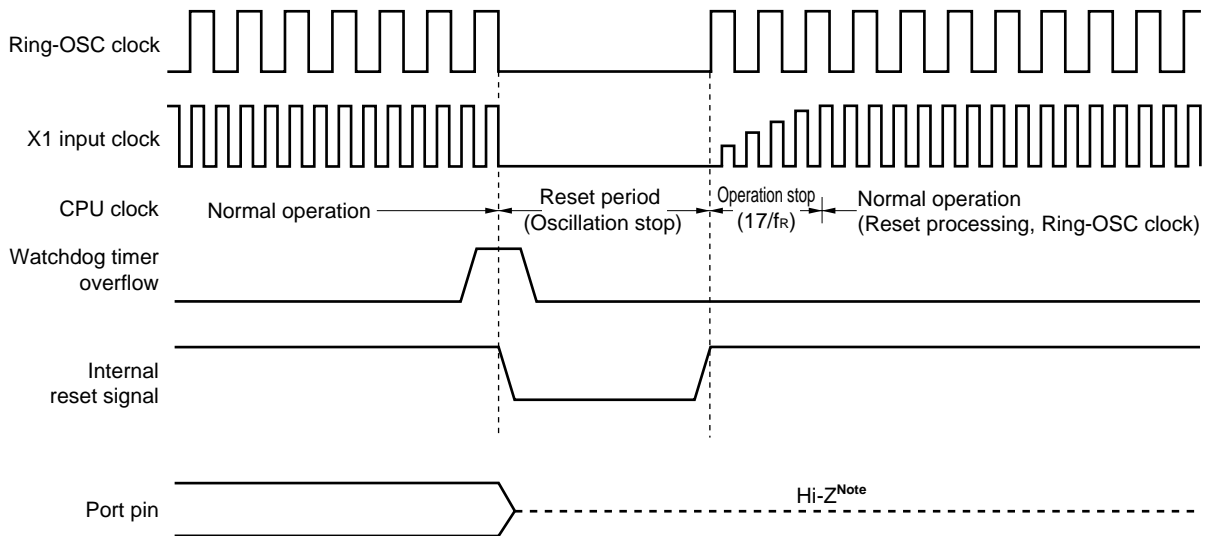 Ring-OSC clock
X1 input clock
CPU clock
Normal operation
Reset period
(Oscillation stop)
Operation stop
(17/fR)
Normal operation
(Reset processing, Ring-OSC clock)
Watchdog timer
overflow
Internal
reset signal
Port pin
Hi-ZNote